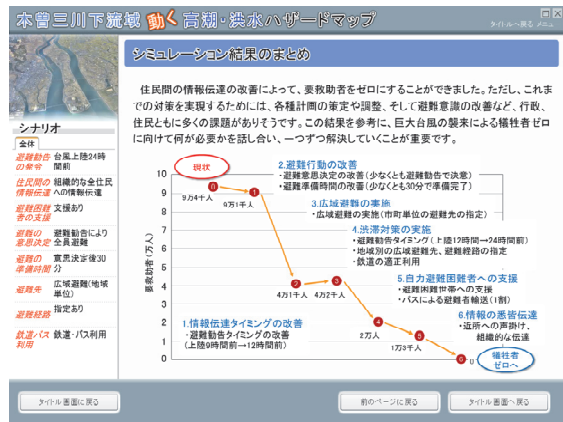 木曽三川下流域 動く 高潮・洪水ハザードマップ
タイトルへ戻る メニュー
シミュレーション結果のまとめ
住民間の情報伝達の改善によって、要救助者をゼロにすることができました。ただし、これま
での対策を実現するためには、各種計画の策定や調整、そして避難意識の改善など、行政、
住民ともに多くの課題がありそうです。この結果を参考に、巨大台風の襲来による犠牲者ゼロ
に向けて何が必要かを話し合い、一つずつ解決していくことが重要です。
シナリオ
全体
避難勧告の発令 台風上陸24時間前
住民間の情報伝達 組織的な全住民への情報伝達
避難困難者の支援 支援あり
避難の意思決定 避難勧告により全員避難
避難の準備時間 意思決定後30分
避難先 広域避難(地域単位)
避難経路 指定あり
鉄道バス利用 鉄道・バス利用
現状
要救助者(万人)
10
9
8
7
6
5
4
3
2
1
0
0
9万4千人
1
9万1千人
2
4万1千人
3
4万2千人
4
2万人
5
1万3千人
6
0
犠牲者
ゼロへ
1.情報伝達タイミングの改善
・避難勧告タイミングの改善
(上陸9時間前→12時間前)
2.避難行動の改善
・避難意思決定の改善(少なくとも避難勧告で決意)
・避難準備時間の改善(少なくとも30分で準備完了)
3.広域避難の実施
・広域避難の実施(市町単位の避難先の指定)
4.渋滞対策の実施
・避難勧告タイミング(上陸12時間→24時間前)
・地域別の広域避難先、避難経路の指定
・鉄道の適正利用
5.自力避難困難者への支援
・避難困難世帯への支援
・バスによる避難者輸送(1割)
6.情報の悉皆伝達
・近所への声掛け、
組織的な伝達
タイトル画面に戻る
前のページに戻る
タイトル画面へ戻る